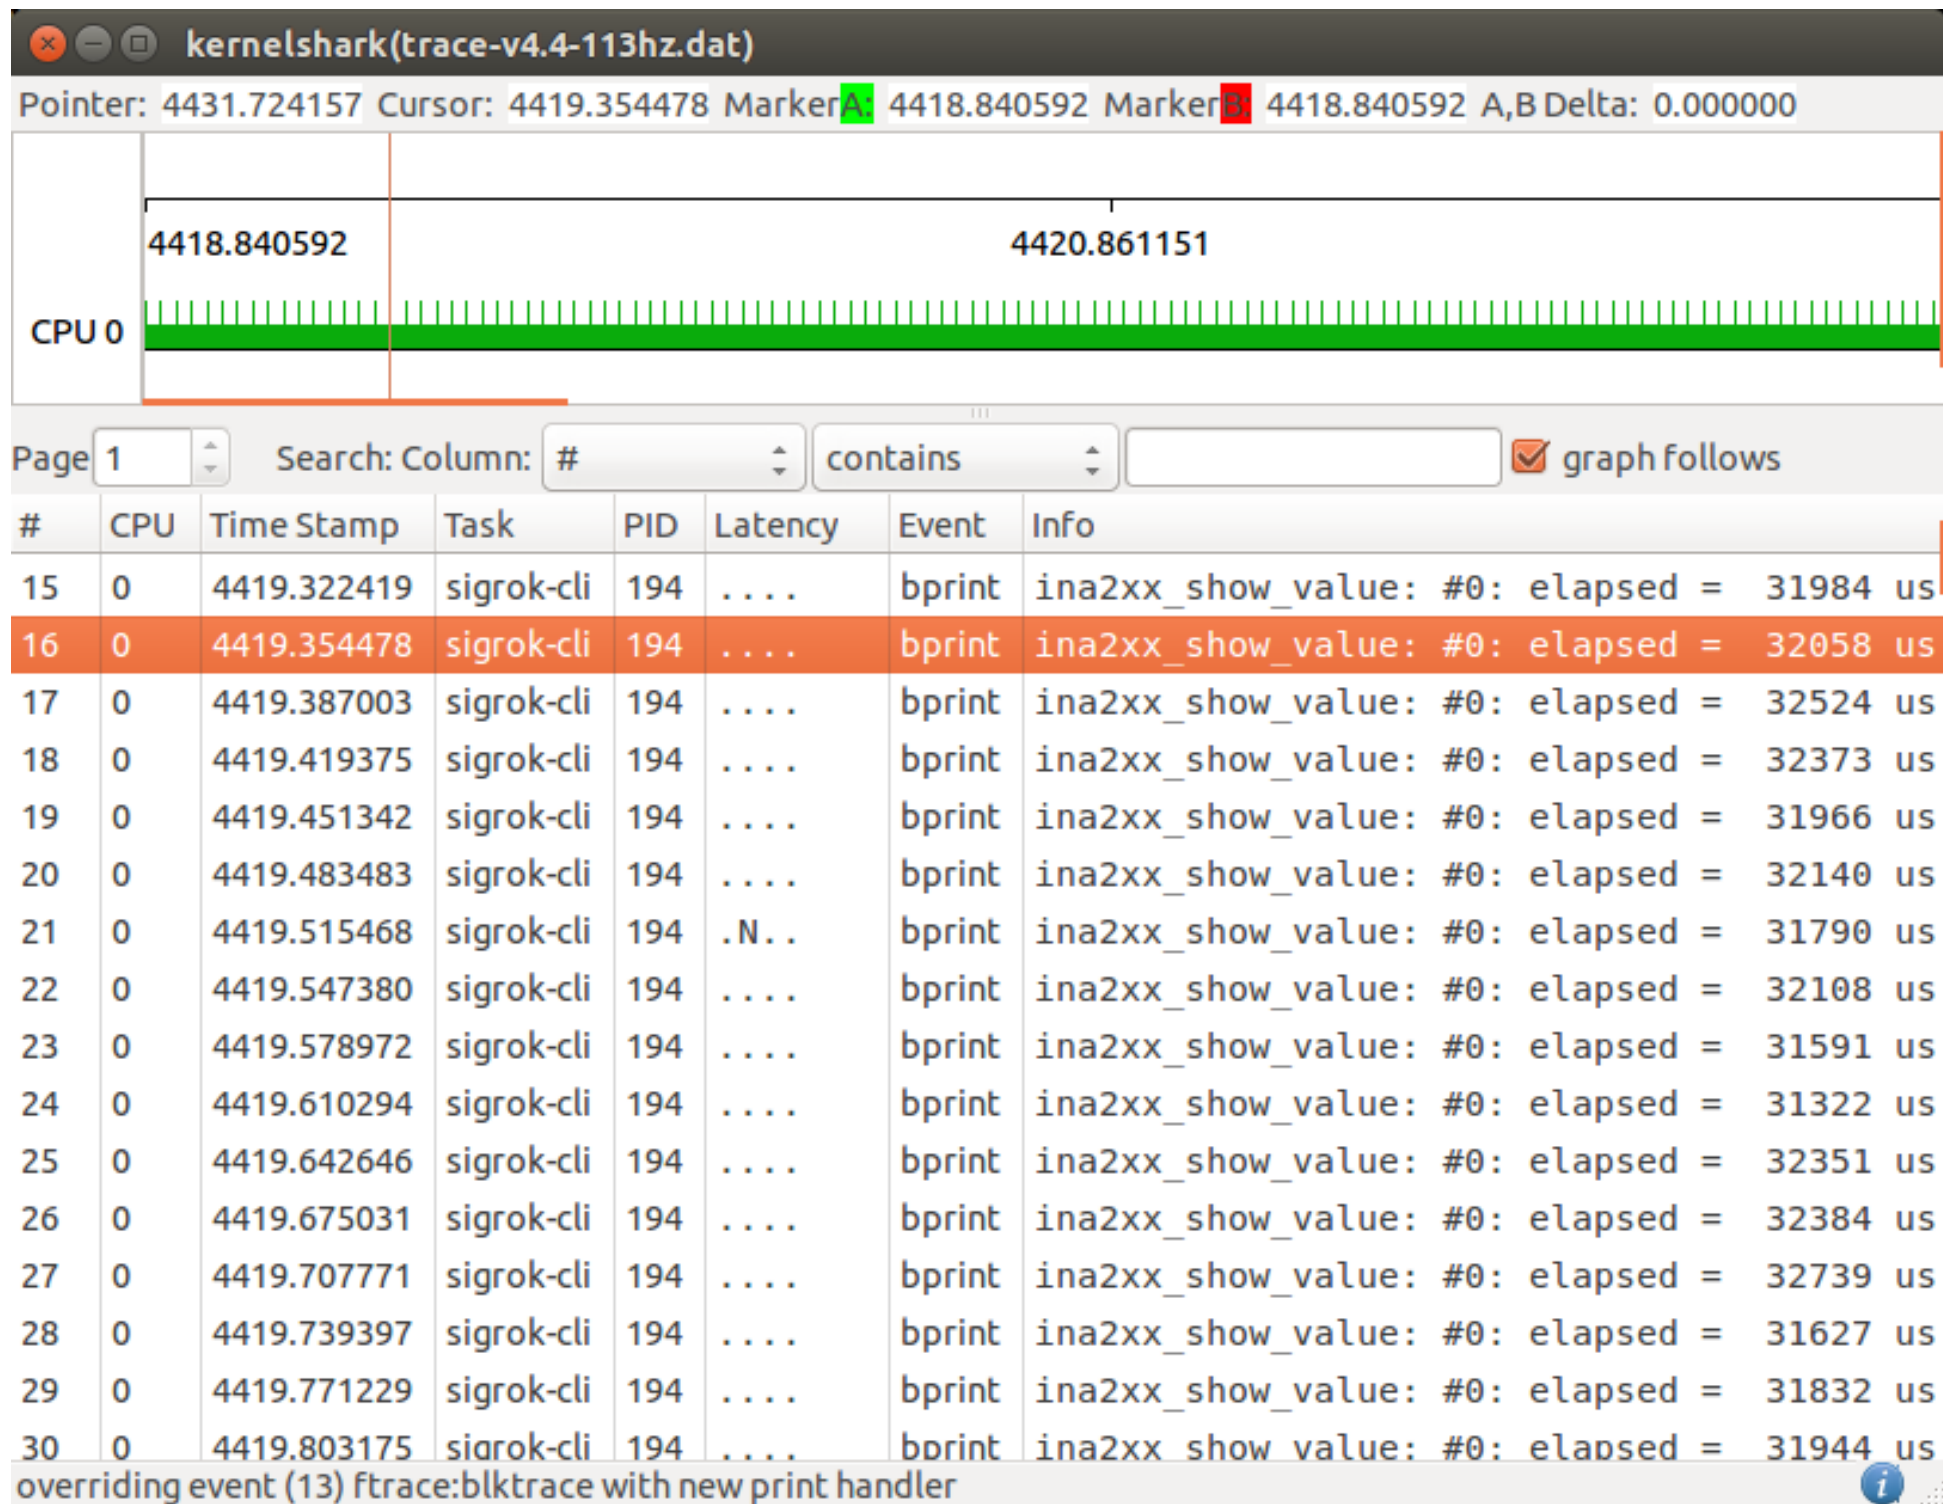 kernelshark(trace-v4.4-113hz.dat)
Pointer: 4431.724157 Cursor: 4419.354478 Marker A: 4418.840592 Marker B: 4418.840592 A,B Delta: 0.000000
4418.840592 4420.861151
CPU 0
Page 1 Search: Column: # contains graph follows
# CPU Time Stamp Task PID Latency Event Info
15 0 4419.322419 sigrok-cli 194 .... bprint ina2xx_show_value: #0: elapsed = 31984 us
16 0 4419.354478 sigrok-cli 194 .... bprint ina2xx_show_value: #0: elapsed = 32058 us
17 0 4419.387003 sigrok-cli 194 .... bprint ina2xx_show_value: #0: elapsed = 32524 us
18 0 4419.419375 sigrok-cli 194 .... bprint ina2xx_show_value: #0: elapsed = 32373 us
19 0 4419.451342 sigrok-cli 194 .... bprint ina2xx_show_value: #0: elapsed = 31966 us
20 0 4419.483483 sigrok-cli 194 .... bprint ina2xx_show_value: #0: elapsed = 32140 us
21 0 4419.515468 sigrok-cli 194 .N.. bprint ina2xx_show_value: #0: elapsed = 31790 us
22 0 4419.547380 sigrok-cli 194 .... bprint ina2xx_show_value: #0: elapsed = 32108 us
23 0 4419.578972 sigrok-cli 194 .... bprint ina2xx_show_value: #0: elapsed = 31591 us
24 0 4419.610294 sigrok-cli 194 .... bprint ina2xx_show_value: #0: elapsed = 31322 us
25 0 4419.642646 sigrok-cli 194 .... bprint ina2xx_show_value: #0: elapsed = 32351 us
26 0 4419.675031 sigrok-cli 194 .... bprint ina2xx_show_value: #0: elapsed = 32384 us
27 0 4419.707771 sigrok-cli 194 .... bprint ina2xx_show_value: #0: elapsed = 32739 us
28 0 4419.739397 sigrok-cli 194 .... bprint ina2xx_show_value: #0: elapsed = 31627 us
29 0 4419.771229 sigrok-cli 194 .... bprint ina2xx_show_value: #0: elapsed = 31832 us
30 0 4419.803175 sigrok-cli 194 .... bprint ina2xx_show_value: #0: elapsed = 31944 us
overriding event (13) ftrace:blktrace with new print handler